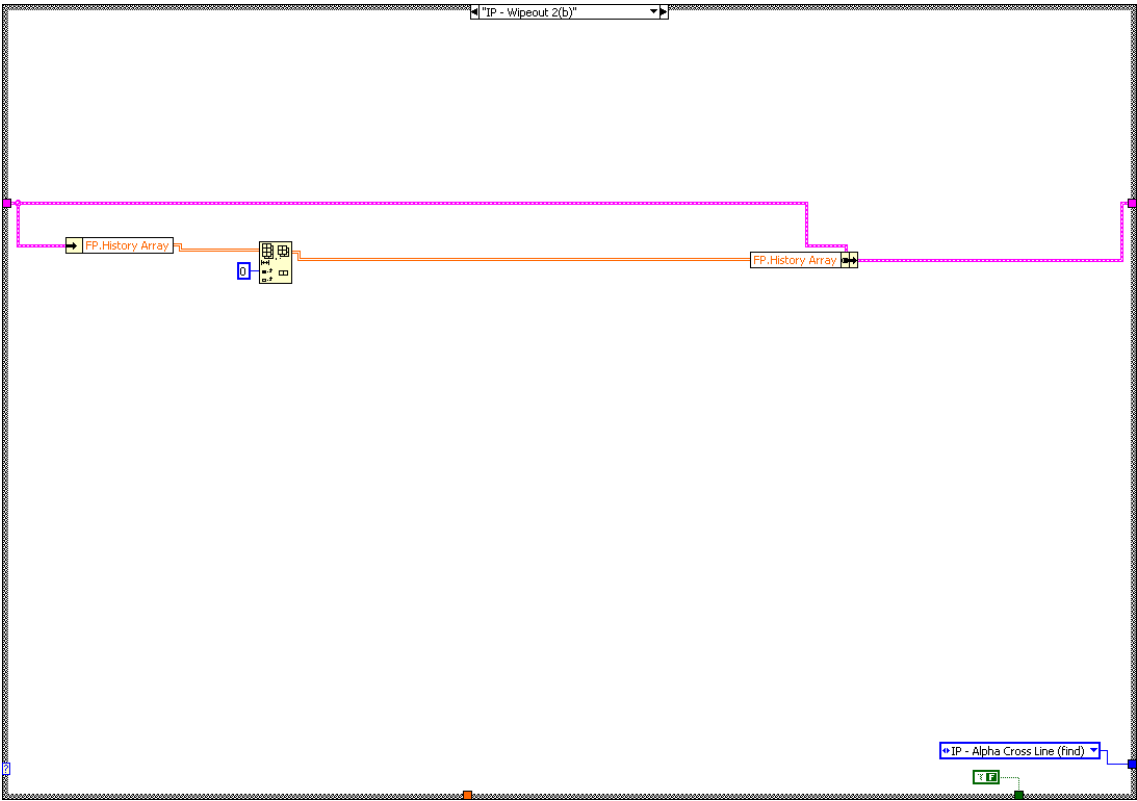 "IP - Wipeout 2(b)"
FP.History Array
0
FP.History Array
IP - Alpha Cross Line (find)
?
T F